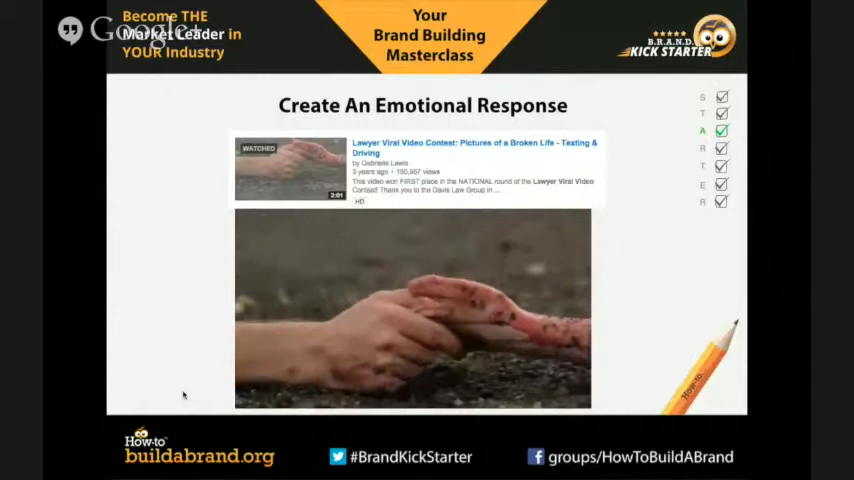 Become THE
Market Leader in
YOUR Industry
Google+
Your
Brand Building
Masterclass
B.R.A.N.D.
KICK STARTER
Create An Emotional Response
S
T
A
R
T
E
R
WATCHED
2:01
Lawyer Viral Video Contest: Pictures of a Broken Life - Texting &
Driving
by Gabrielle Lewis
3 years ago • 150,957 views
This video won FIRST place in the NATIONAL round of the Lawyer Viral Video
Contest! Thank you to the Davis Law Group in ...
HD
How-to
How-to
buildabrand.org
#BrandKickStarter
groups/HowToBuildABrand